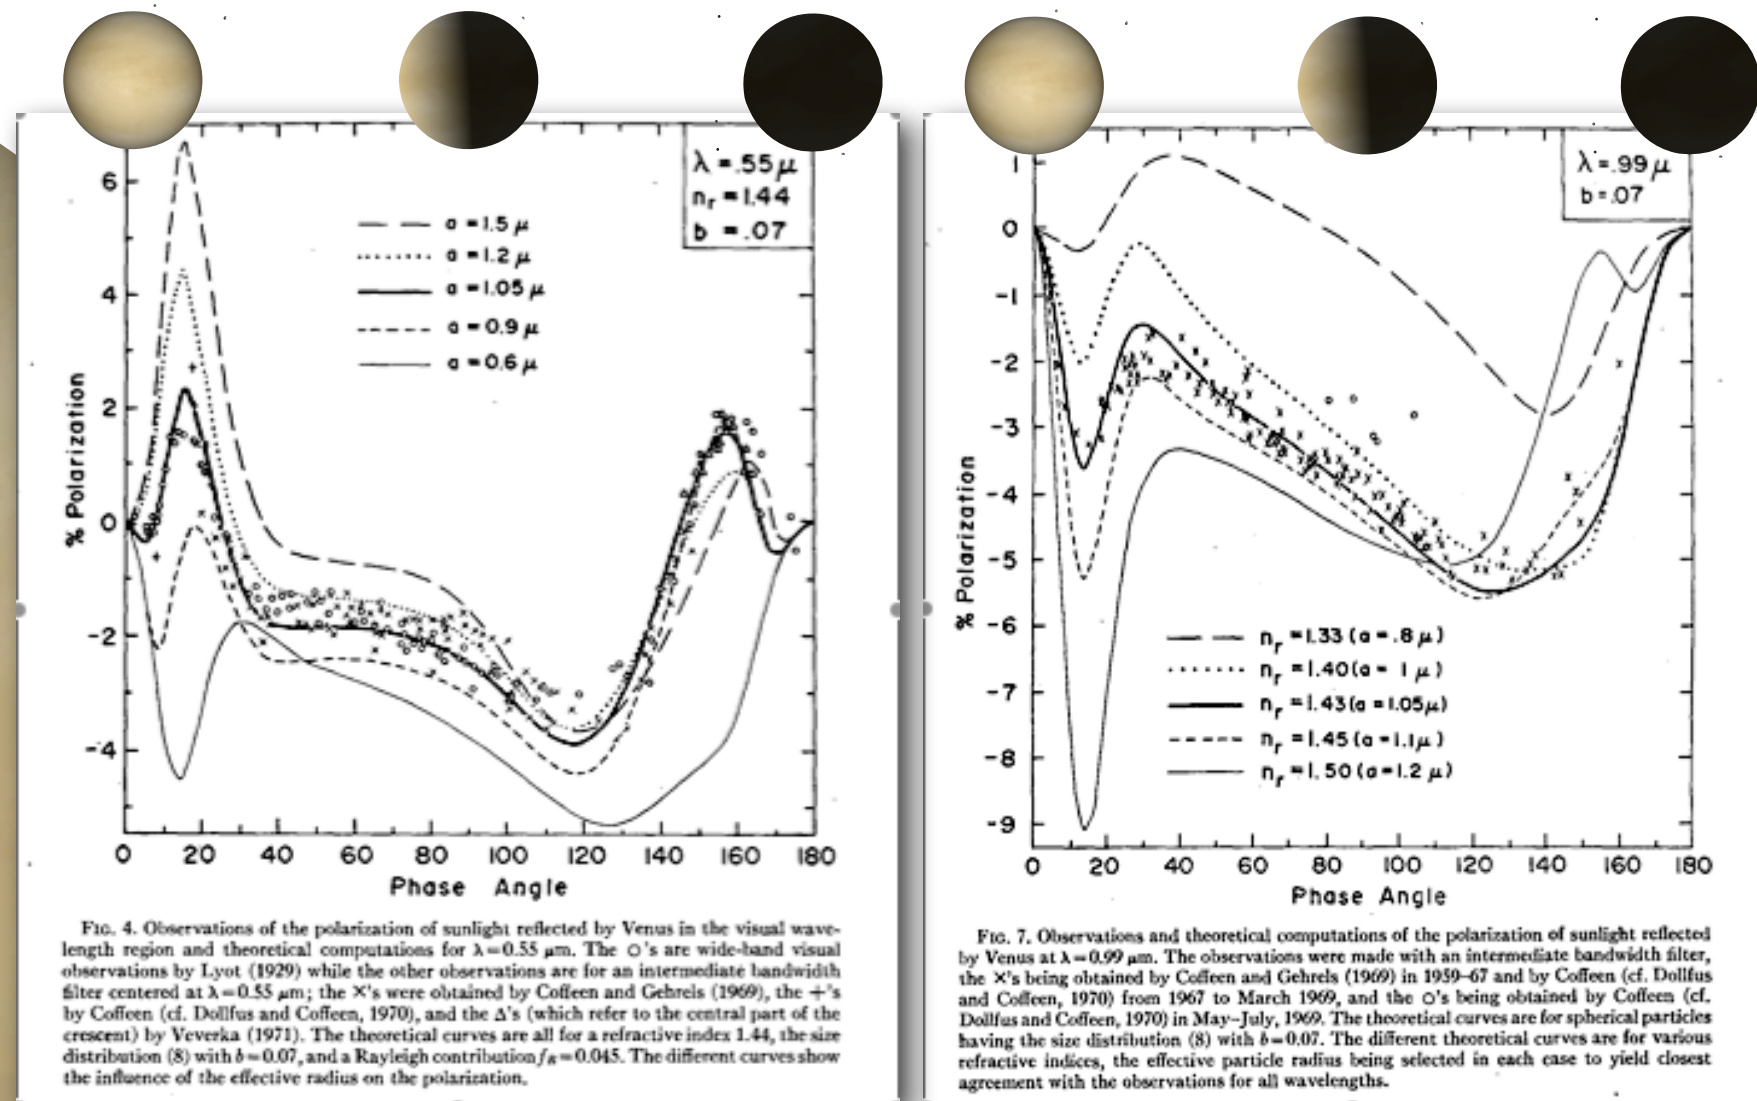 6
4
2
0
-2
-4
% Polarization
λ =.55 μ
nr =1.44
b =.07
a =1.5 μ
a =1.2 μ
a =1.05 μ
a =0.9 μ
a =0.6 μ
0 20 40 60 80 100 120 140 160 180
Phase Angle
FIG. 4. Observations of the polarization of sunlight reflected by Venus in the visual wave-
length region and theoretical computations for λ=0.55 μm. The O's are wide-band visual
observations by Lyot (1929) while the other observations are for an intermediate bandwidth
filter centered at λ=0.55 μm; the X's were obtained by Coffeen and Gehrels (1969), the +'s
by Coffeen (cf. Dollfus and Coffeen, 1970), and the Δ's (which refer to the central part of the
crescent) by Veverka (1971). The theoretical curves are all for a refractive index 1.44, the size
distribution (8) with b=0.07, and a Rayleigh contribution fR=0.045. The different curves show
the influence of the effective radius on the polarization.
1
0
-1
-2
-3
-4
-5
-6
-7
-8
-9
% Polarization
λ=.99 μ
b=.07
nr =1.33 (a=.8 μ)
nr =1.40(a= 1 μ)
nr =1.43(a =1.05μ)
nr =1.45 (a=1.1μ)
nr =1.50(a=1.2 μ)
0 20 40 60 80 100 120 140 160 180
Phase Angle
FIG. 7. Observations and theoretical computations of the polarization of sunlight reflected
by Venus at λ=0.99 μm. The observations were made with an intermediate bandwidth filter,
the X's being obtained by Coffeen and Gehrels (1969) in 1959-67 and by Coffeen (cf. Dollfus
and Coffeen, 1970) from 1967 to March 1969, and the O's being obtained by Coffeen (cf.
Dollfus and Coffeen, 1970) in May-July, 1969. The theoretical curves are for spherical particles
having the size distribution (8) with b=0.07. The different theoretical curves are for various
refractive indices, the effective particle radius being selected in each case to yield closest
agreement with the observations for all wavelengths.